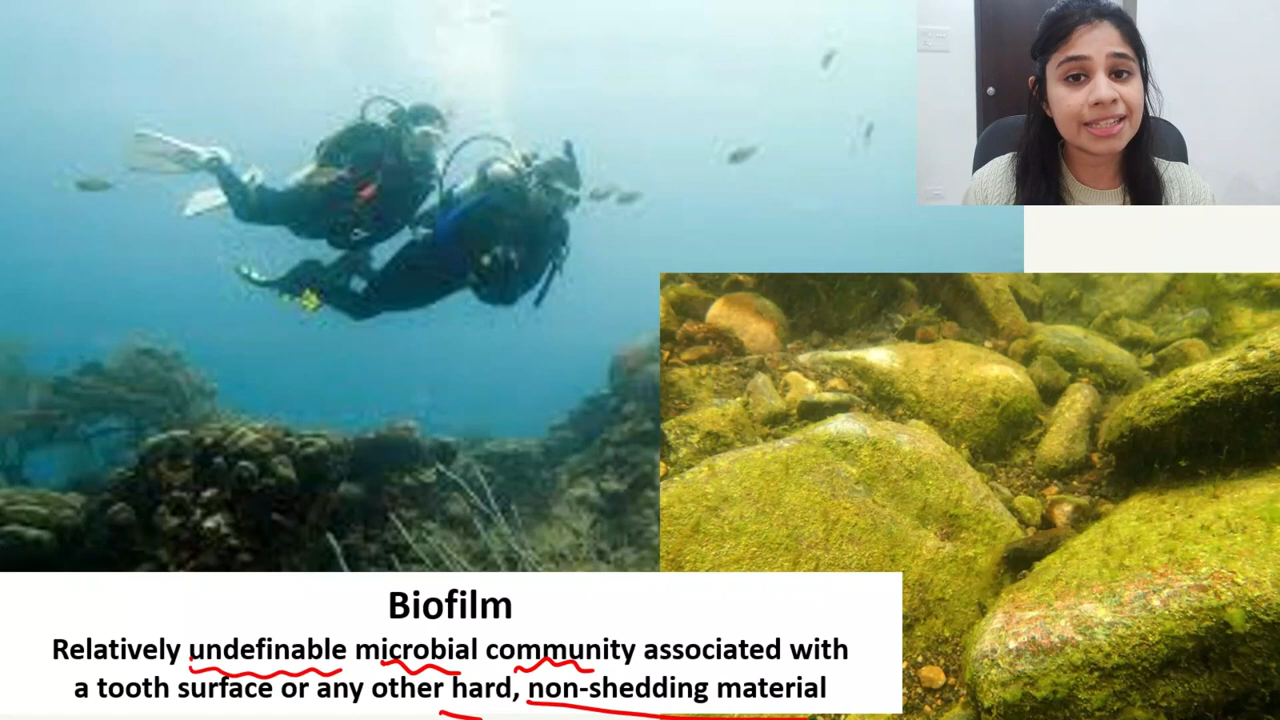 Biofilm
Relatively undefinable microbial community associated with
a tooth surface or any other hard, non-shedding material